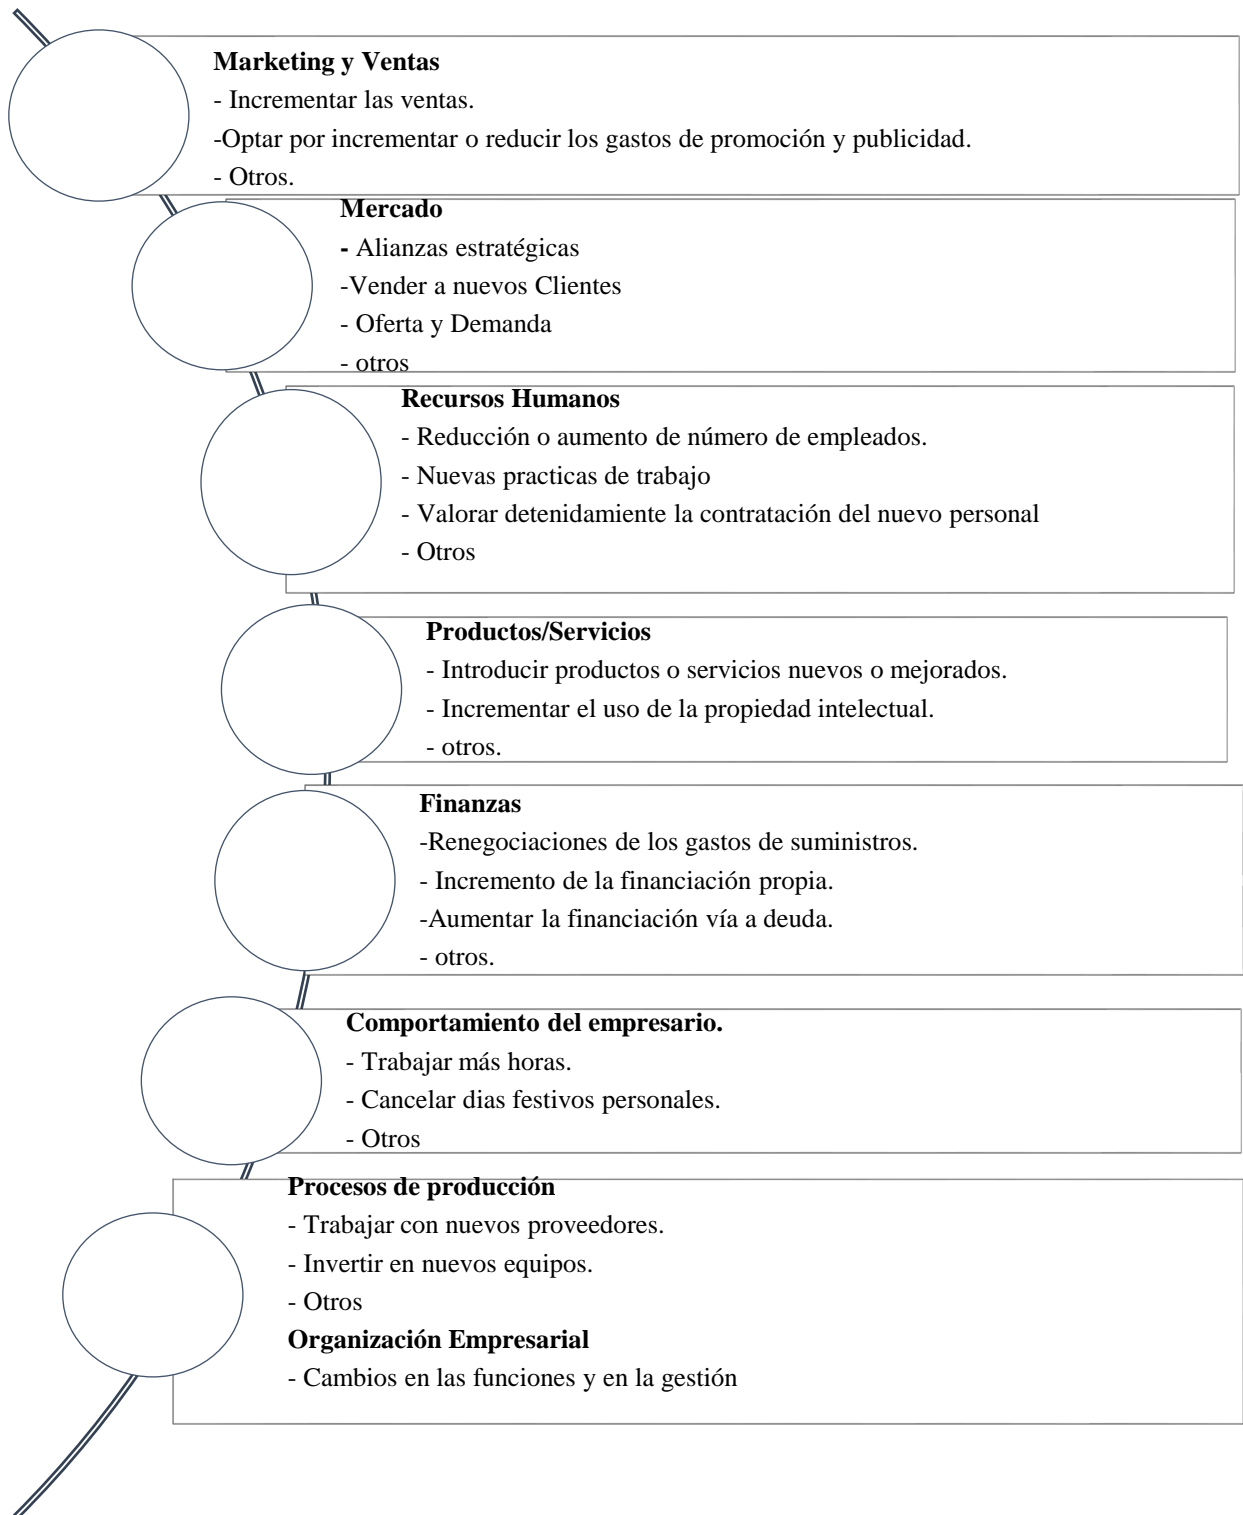 Marketing y Ventas
- Incrementar las ventas.
-Optar por incrementar o reducir los gastos de promoción y publicidad.
- Otros.
Mercado
- Alianzas estratégicas
-Vender a nuevos Clientes
- Oferta y Demanda
- otros
Recursos Humanos
- Reducción o aumento de número de empleados.
- Nuevas practicas de trabajo
- Valorar detenidamiente la contratación del nuevo personal
- Otros
Productos/Servicios
- Introducir productos o servicios nuevos o mejorados.
- Incrementar el uso de la propiedad intelectual.
- otros.
Finanzas
-Renegociaciones de los gastos de suministros.
- Incremento de la financiación propia.
-Aumentar la financiación vía a deuda.
- otros.
Comportamiento del empresario.
- Trabajar más horas.
- Cancelar dias festivos personales.
- Otros
Procesos de producción
- Trabajar con nuevos proveedores.
- Invertir en nuevos equipos.
- Otros
Organización Empresarial
- Cambios en las funciones y en la gestión